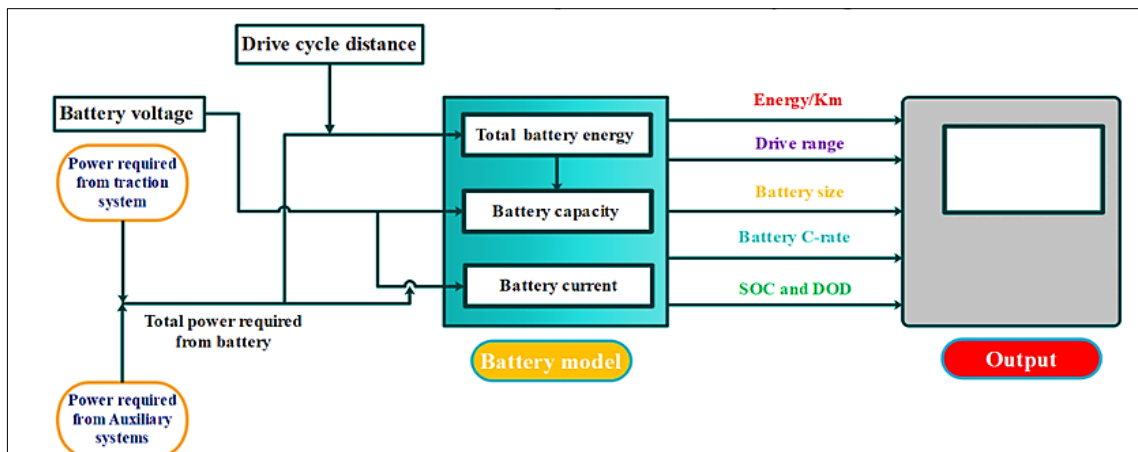 Drive cycle distance
Battery voltage
Power required
from traction
system
Total power required
from battery
Power required
from Auxiliary
systems
Total battery energy
Battery capacity
Battery current
Battery model
Energy/Km
Drive range
Battery size
Battery C-rate
SOC and DOD
Output